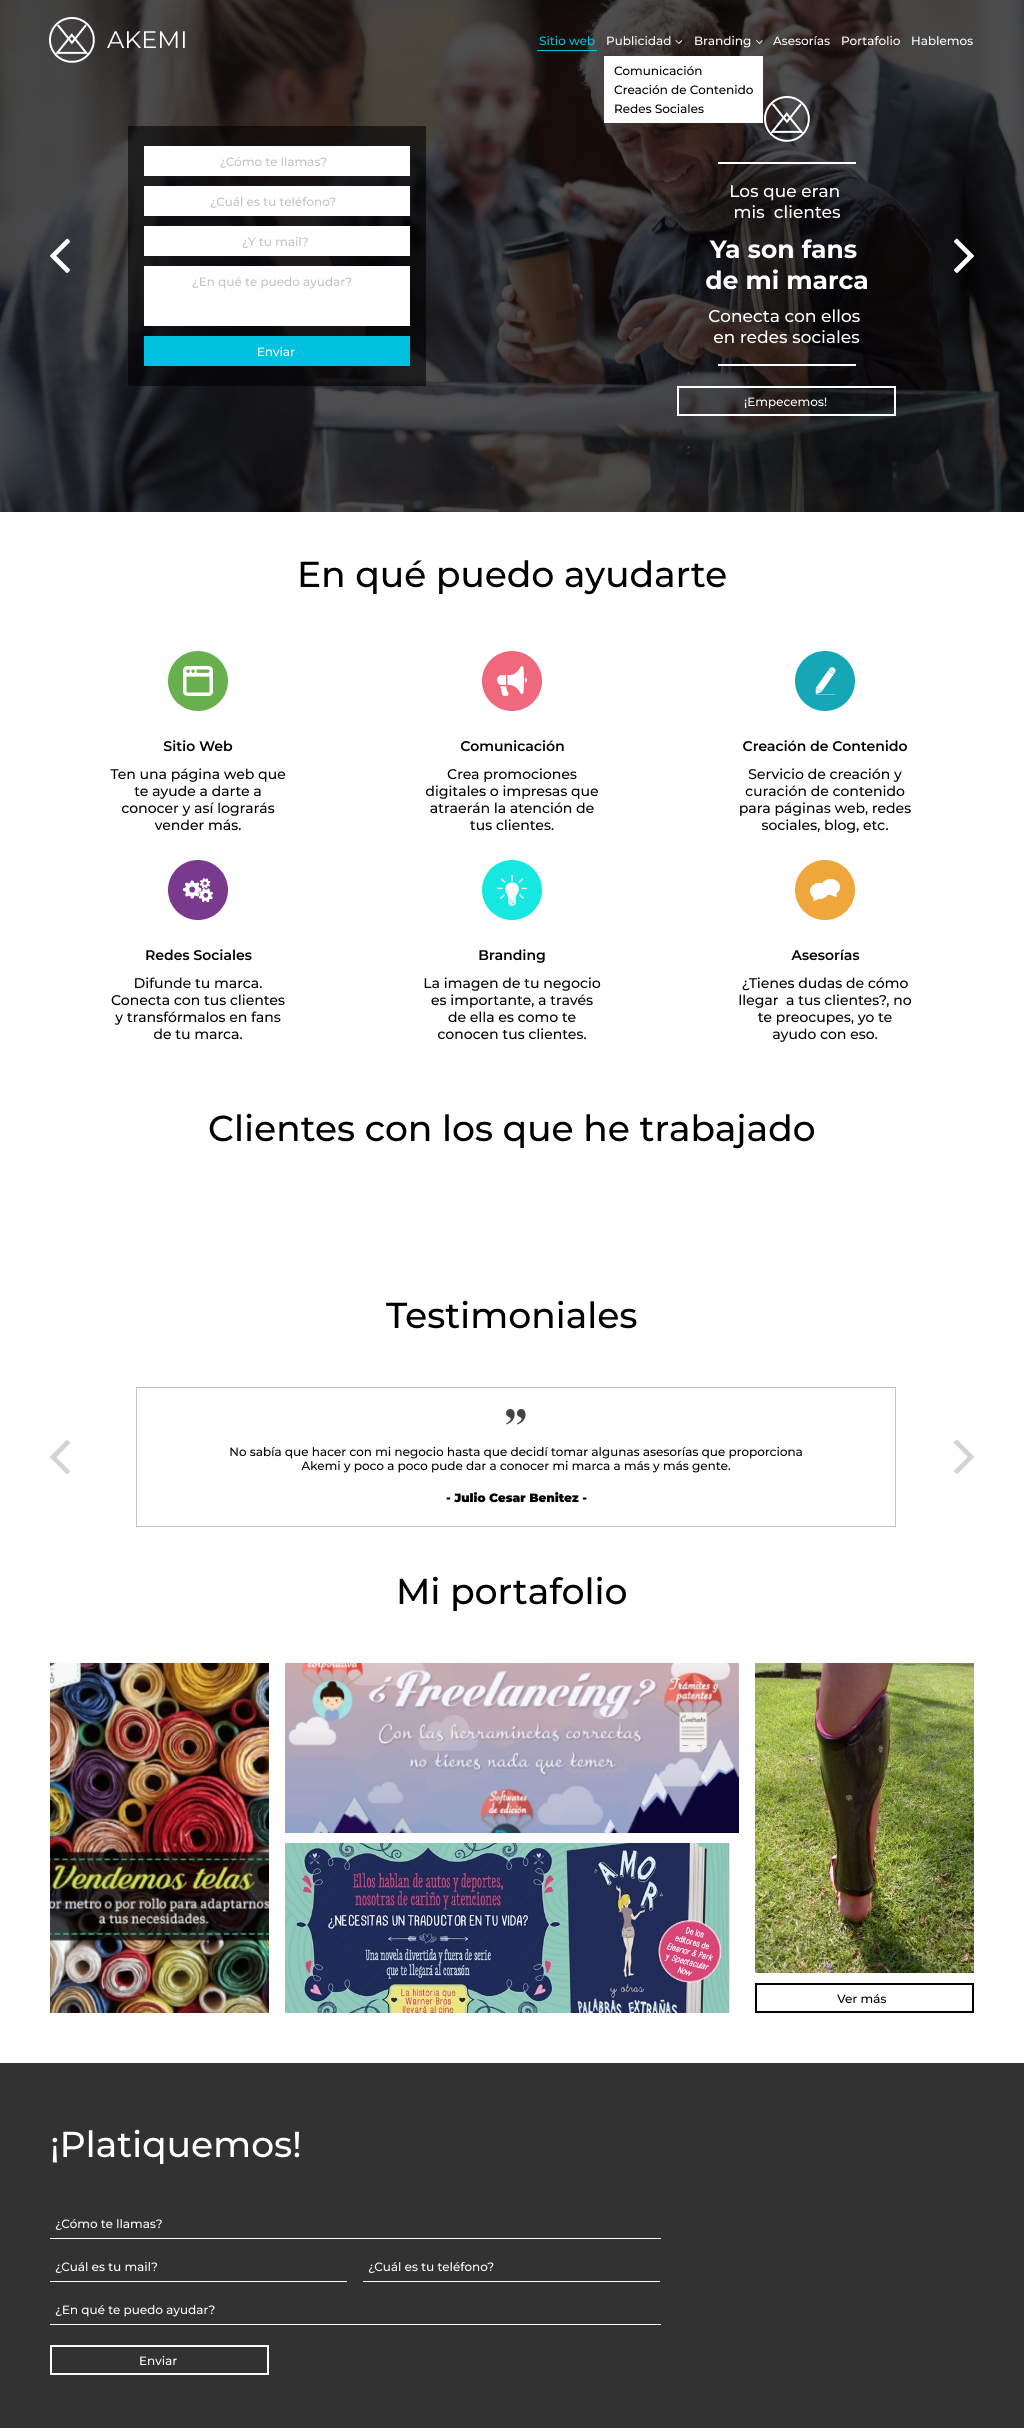 AKEMI
Sitio web Publicidad Branding Asesorías Portafolio Hablemos
Comunicación
Creación de Contenido
Redes Sociales
¿Cómo te llamas?
¿Cuál es tu teléfono?
¿Y tu mail?
¿En qué te puedo ayudar?
Enviar
Los que eran
mis clientes
Ya son fans
de mi marca
Conecta con ellos
en redes sociales
¡Empecemos!
En qué puedo ayudarte
Sitio Web
Ten una página web que
te ayude a darte a
conocer y así lograrás
vender más.
Comunicación
Crea promociones
digitales o impresas que
atraerán la atención de
tus clientes.
Creación de Contenido
Servicio de creación y
curación de contenido
para páginas web, redes
sociales, blog, etc.
Redes Sociales
Difunde tu marca.
Conecta con tus clientes
y transfórmalos en fans
de tu marca.
Branding
La imagen de tu negocio
es importante, a través
de ella es como te
conocen tus clientes.
Asesorías
¿Tienes dudas de cómo
llegar a tus clientes?, no
te preocupes, yo te
ayudo con eso.
Clientes con los que he trabajado
Testimoniales
”
No sabía que hacer con mi negocio hasta que decidí tomar algunas asesorías que proporciona
Akemi y poco a poco pude dar a conocer mi marca a más y más gente.
- Julio Cesar Benitez -
Mi portafolio
Vendemos telas
or metro o por rollo para adaptarnos
a tus necesidades.
corporativa
¿Freelancing?
Trámites y
patentes
Contrato
Con las herraminetas correctas
no tienes nada que temer
Softwares
de edición
Ellos hablan de autos y deportes,
nosotras de cariño y atenciones
¿NECESITAS UN TRADUCTOR EN TU VIDA?
Una novela divertida y fuera de serie
que te llegará al corazón
La historia que
Warner Bros
llevará al cine
AMOR
De los
editores de
Eleanor & Park
y Spectacular
Now
y otras
PALABRAS EXTRAÑAS
Ver más
¡Platiquemos!
¿Cómo te llamas?
¿Cuál es tu mail? ¿Cuál es tu teléfono?
¿En qué te puedo ayudar?
Enviar